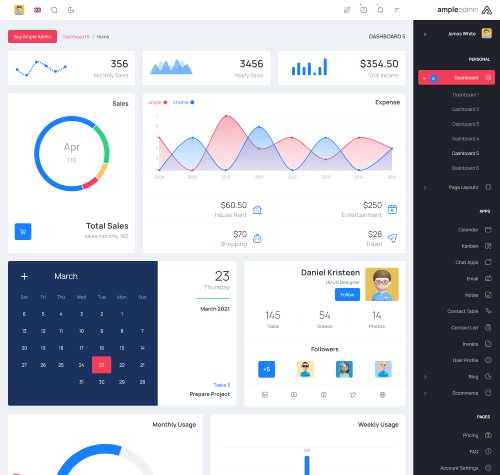 ampleadmin
Buy Ample Admin
Dashboard 5 / Home
DASHBOARD 5
James White
PERSONAL
Dashboard
Dashboard 1
Dashboard 2
Dashboard 3
Dashboard 4
Dashboard 5
Dashboard 6
Page Layouts
APPS
Calendar
Kanban
Chat Apps
Email
Notes
Contact Table
Contact List
Invoice
User Profile
Blog
Ecommerce
PAGES
Pricing
FAQ
Account Settings
356
Monthly Sales
3456
Yearly Sales
$354.50
Total Income
Sales
Apr
170
Total Sales
sales monthly 160
Ample
Xtreme
Expense
2009 2010 2011 2012 2013 2014 2015
$60.50
House Rent
$250
Entertainment
$70
Shopping
$28
Travel
+ March
Sat Fri Thu Wed Tue Mon Sun
6 5 4 3 2 1
13 12 11 10 9 8 7
20 19 18 17 16 15 14
27 26 25 24 23 22 21
31 30 29 28
23
Thursday
March 2021
Tasks 3
Prepare Project
Daniel Kristeen
UI/UX Designer
Follow
145 54 14
Tasks Videos Photos
Followers
+5
Monthly Usage
Weekly Usage